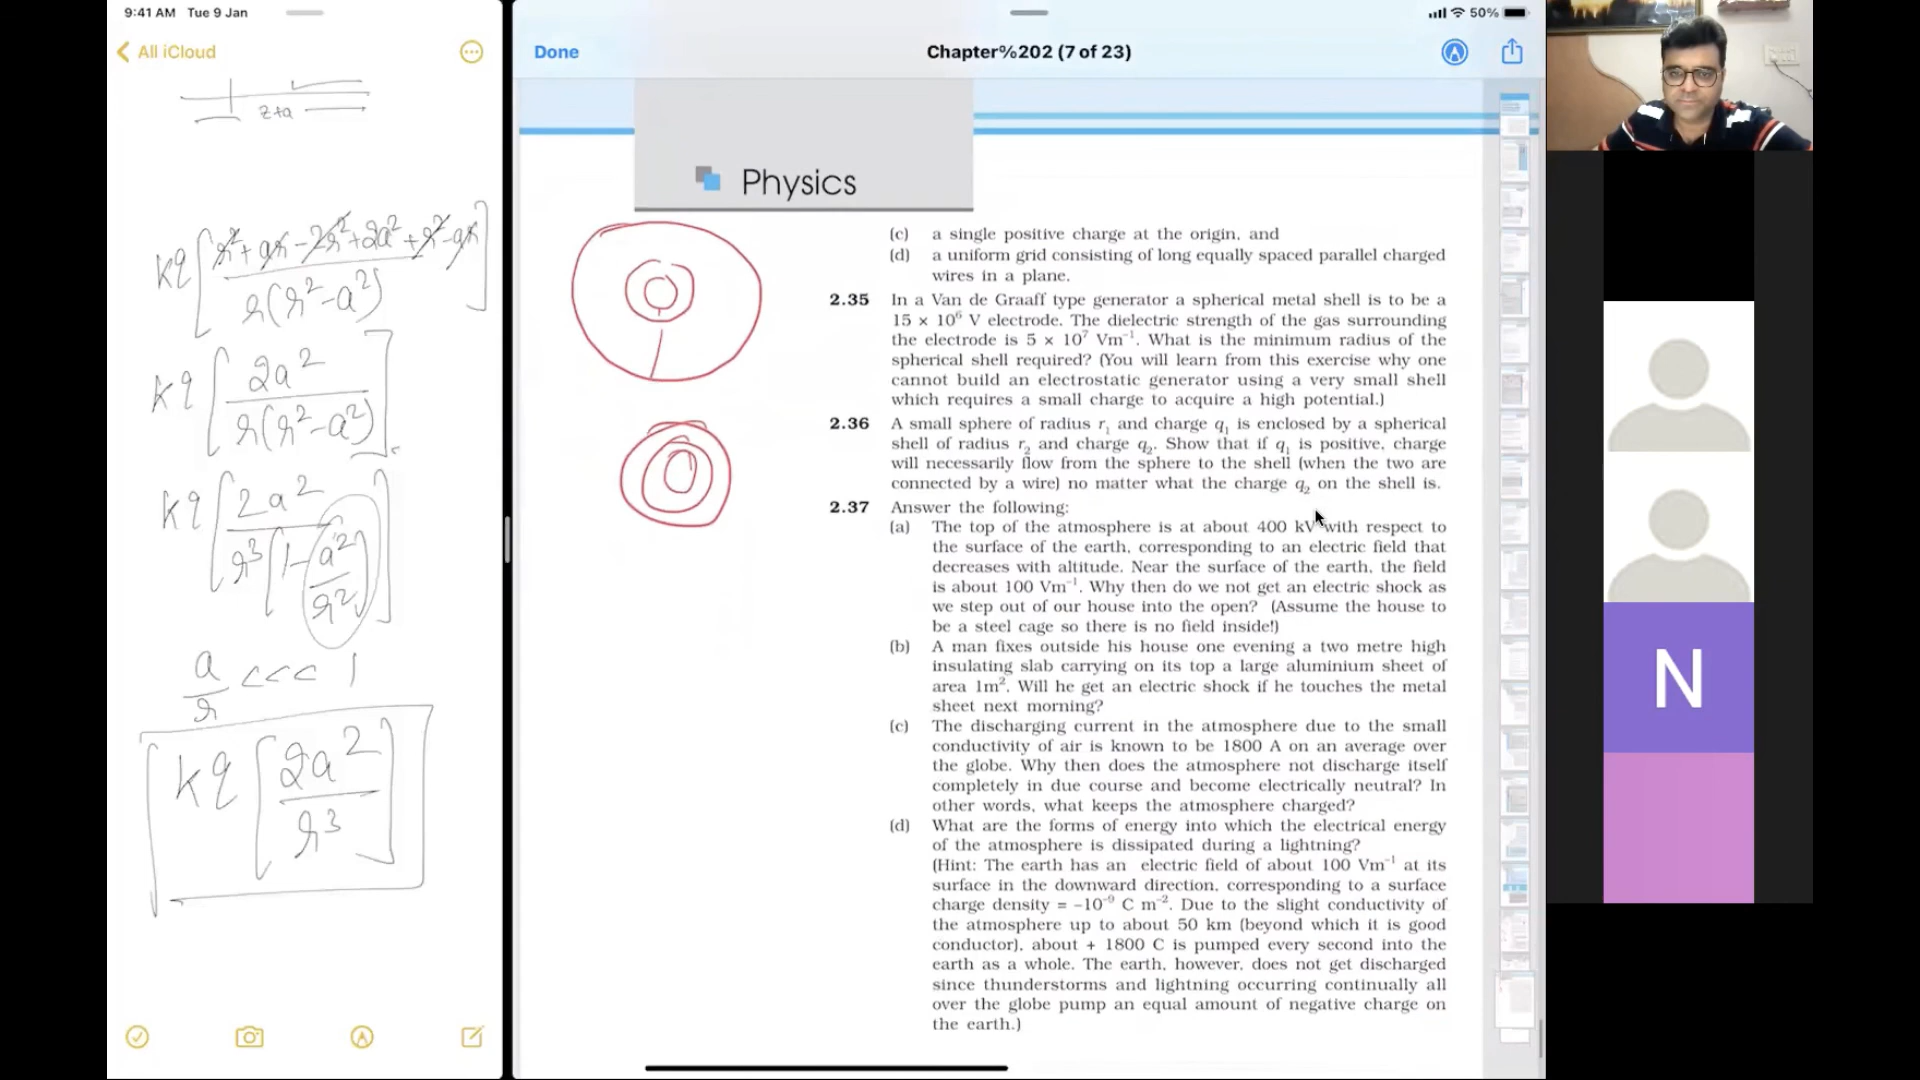 9:41 AM Tue 9 Jan
All iCloud
z+a
kq[r²+ar-2r²+2a²+r²-ar / r(r²-a²)]
kq[2a² / r(r²-a²)]
kq[2a² / r³[1-a²/r²]]
a/r <<< 1
kq[2a²/r³]
50%
Done
Chapter%202 (7 of 23)
Physics
(c) a single positive charge at the origin, and
(d) a uniform grid consisting of long equally spaced parallel charged
wires in a plane.
2.35 In a Van de Graaff type generator a spherical metal shell is to be a
15 × 10⁶ V electrode. The dielectric strength of the gas surrounding
the electrode is 5 × 10⁷ Vm⁻¹. What is the minimum radius of the
spherical shell required? (You will learn from this exercise why one
cannot build an electrostatic generator using a very small shell
which requires a small charge to acquire a high potential.)
2.36 A small sphere of radius r₁ and charge q₁ is enclosed by a spherical
shell of radius r₂ and charge q₂. Show that if q₁ is positive, charge
will necessarily flow from the sphere to the shell (when the two are
connected by a wire) no matter what the charge q₂ on the shell is.
2.37 Answer the following:
(a) The top of the atmosphere is at about 400 kV with respect to
the surface of the earth, corresponding to an electric field that
decreases with altitude. Near the surface of the earth, the field
is about 100 Vm⁻¹. Why then do we not get an electric shock as
we step out of our house into the open? (Assume the house to
be a steel cage so there is no field inside!)
(b) A man fixes outside his house one evening a two metre high
insulating slab carrying on its top a large aluminium sheet of
area 1m². Will he get an electric shock if he touches the metal
sheet next morning?
(c) The discharging current in the atmosphere due to the small
conductivity of air is known to be 1800 A on an average over
the globe. Why then does the atmosphere not discharge itself
completely in due course and become electrically neutral? In
other words, what keeps the atmosphere charged?
(d) What are the forms of energy into which the electrical energy
of the atmosphere is dissipated during a lightning?
(Hint: The earth has an electric field of about 100 Vm⁻¹ at its
surface in the downward direction, corresponding to a surface
charge density = –10⁻⁹ C m⁻². Due to the slight conductivity of
the atmosphere up to about 50 km (beyond which it is good
conductor), about + 1800 C is pumped every second into the
earth as a whole. The earth, however, does not get discharged
since thunderstorms and lightning occurring continually all
over the globe pump an equal amount of negative charge on
the earth.)
N